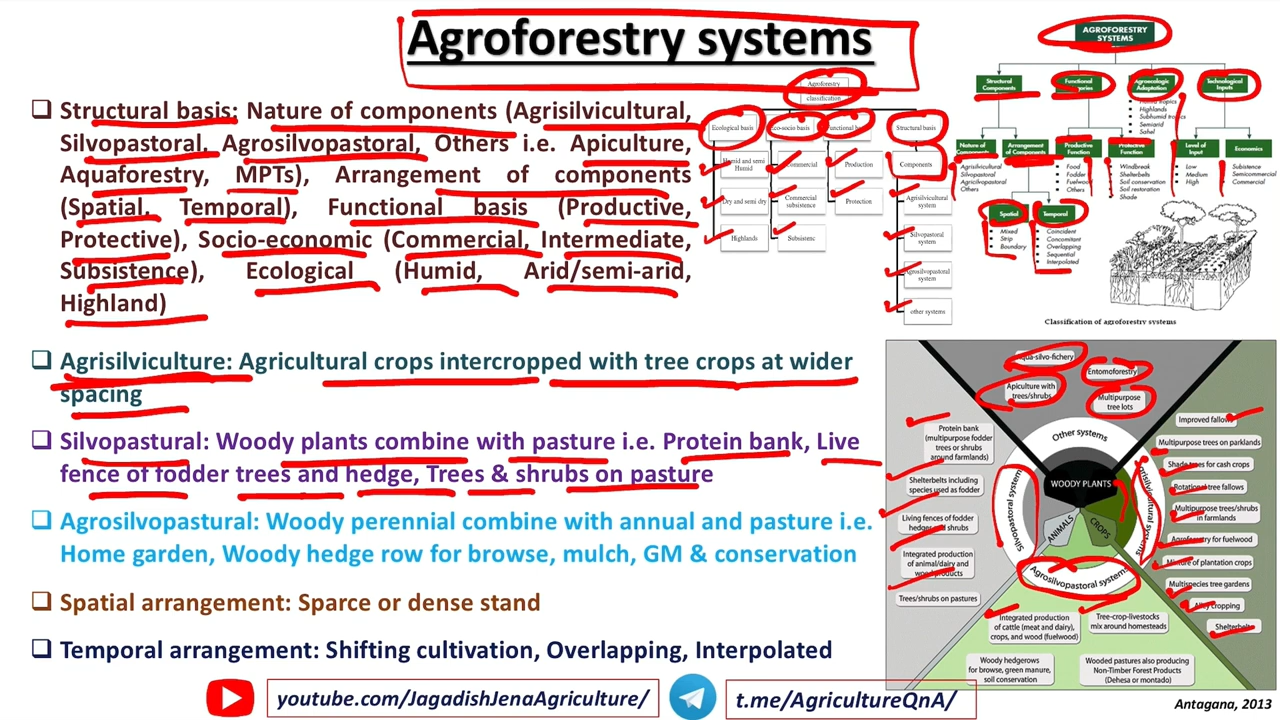 Agroforestry systems
❑ Structural basis: Nature of components (Agrisilvicultural,
Silvopastoral, Agrosilvopastoral, Others i.e. Apiculture,
Aquaforestry, MPTs), Arrangement of components
(Spatial, Temporal), Functional basis (Productive,
Protective), Socio-economic (Commercial, Intermediate,
Subsistence), Ecological (Humid, Arid/semi-arid,
Highland)
❑ Agrisilviculture: Agricultural crops intercropped with tree crops at wider
spacing
❑ Silvopastural: Woody plants combine with pasture i.e. Protein bank, Live
fence of fodder trees and hedge, Trees & shrubs on pasture
❑ Agrosilvopastural: Woody perennial combine with annual and pasture i.e.
Home garden, Woody hedge row for browse, mulch, GM & conservation
❑ Spatial arrangement: Sparce or dense stand
❑ Temporal arrangement: Shifting cultivation, Overlapping, Interpolated
youtube.com/JagadishJenaAgriculture/
t.me/AgricultureQnA/
Agroforestry
classification
Ecological basis
Eco-socio basis
Functional
Structural basis
Humid and semi
Humid
Dry and semi dry
Highlands
Commercial
Commercial
subsistence
Subsistenc
Production
Protection
Components
Agrisilvicultural
system
Silvopastoral
system
Agrosilvopastoral
system
other systems
AGROFORESTRY
SYSTEMS
Structural
Components
Functional
Agroecologic
Adaptation
Technological
Inputs
Humid tropics
Highlands
Subhumid tropics
Semiarid
Sahel
Nature of
Components
Arrangement
of Components
Productive
Function
Protective
Function
Level of
Input
Economics
Agrisilvicultural
Silvopastoral
Agricilvopastoral
Others
Food
Fodder
Fuelwood
Others
Windbreak
Shelterbelts
Soil conservation
Soil restoration
Shade
Low
Medium
High
Subsistence
Semicommercial
Commercial
Spatial
Temporal
Mixed
Strip
Boundary
Coincident
Concomitant
Overlapping
Sequential
Interpolated
Classification of agroforestry systems
Aqua-silvo-fichery
Entomoforestry
Apiculture with
trees/shrubs
Multipurpose
tree lots
Other systems
WOODY PLANTS
ANIMALS
CROPS
Silvopastoral systems
Agrisilvicultural systems
Agrosilvopastoral systems
Protein bank
(multipurpose fodder
trees or shrubs
around farmlands)
Shelterbelts including
species used as fodder
Living fences of fodder
hedges and shrubs
Integrated production
of animal/dairy and
wood products
Trees/shrubs on pastures
Improved fallow
Multipurpose trees on parklands
Shade trees for cash crops
Rotational tree fallows
Multipurpose trees/shrubs
in farmlands
Agroforestry for fuelwood
Mixture of plantation crops
Multispecies tree gardens
Alley cropping
Shelterbelts
Integrated production
of cattle (meat and dairy),
crops, and wood (fuelwood)
Tree-crop-livestocks
mix around homesteads
Woody hedgerows
for browse, green manure,
soil conservation
Wooded pastures also producing
Non-Timber Forest Products
(Dehesa or montado)
Antagana, 2013